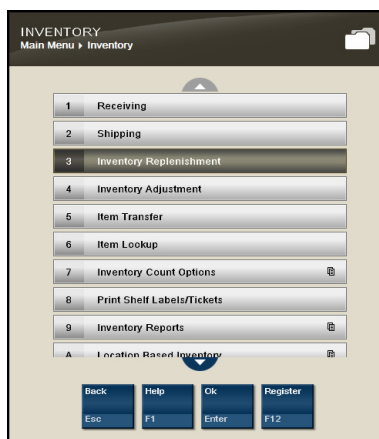 INVENTORY
Main Menu ▸ Inventory
1 Receiving
2 Shipping
3 Inventory Replenishment
4 Inventory Adjustment
5 Item Transfer
6 Item Lookup
7 Inventory Count Options
8 Print Shelf Labels/Tickets
9 Inventory Reports
A Location Based Inventory
Back Help Ok Register
Esc F1 Enter F12